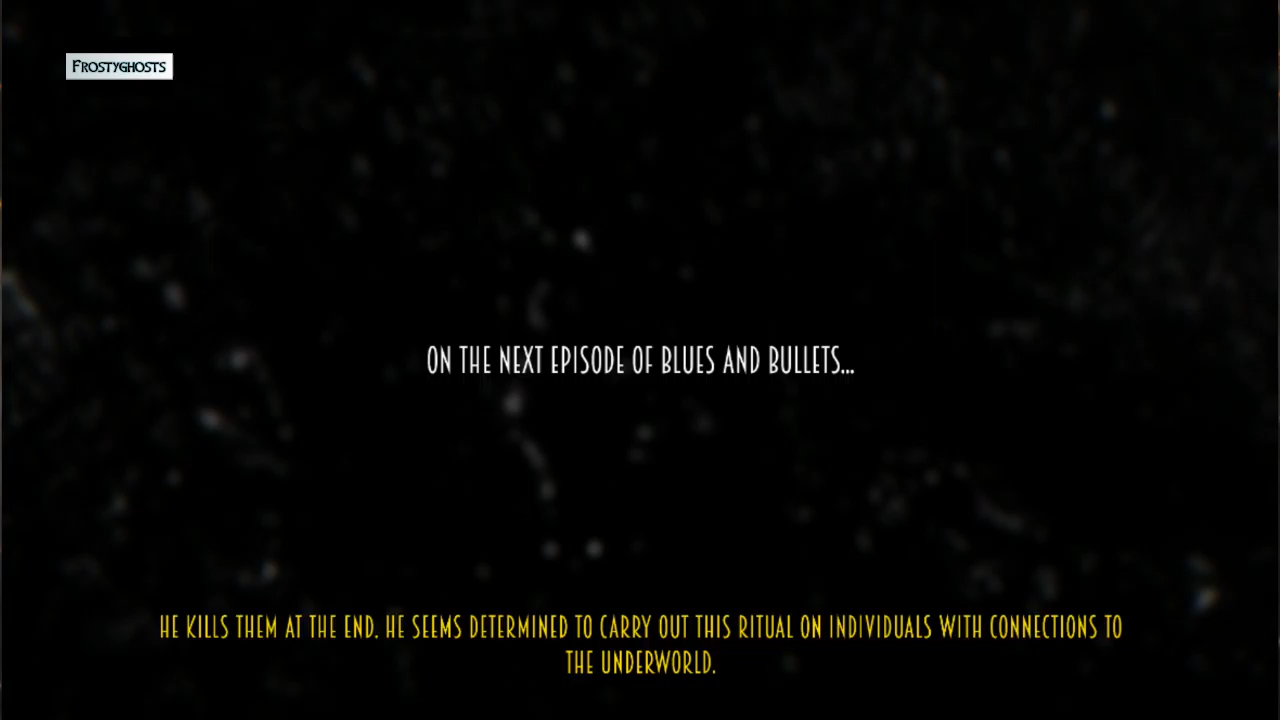 FROSTYGHOSTS
ON THE NEXT EPISODE OF BLUES AND BULLETS...
HE KILLS THEM AT THE END. HE SEEMS DETERMINED TO CARRY OUT THIS RITUAL ON INDIVIDUALS WITH CONNECTIONS TO
THE UNDERWORLD.